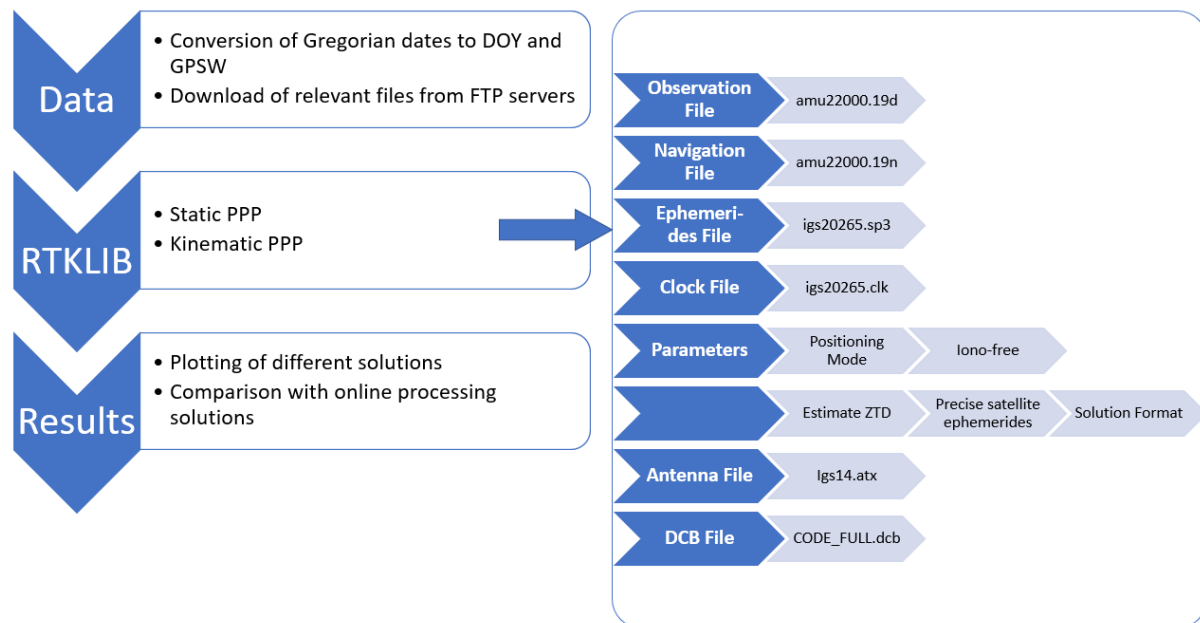 Data
• Conversion of Gregorian dates to DOY and
GPSW
• Download of relevant files from FTP servers
RTKLIB
• Static PPP
• Kinematic PPP
Results
• Plotting of different solutions
• Comparison with online processing
solutions
Observation
File
amu22000.19d
Navigation
File
amu22000.19n
Ephemeri-
des File
igs20265.sp3
Clock File
igs20265.clk
Parameters
Positioning
Mode
Iono-free
Estimate ZTD
Precise satellite
ephemerides
Solution Format
Antenna File
Igs14.atx
DCB File
CODE_FULL.dcb